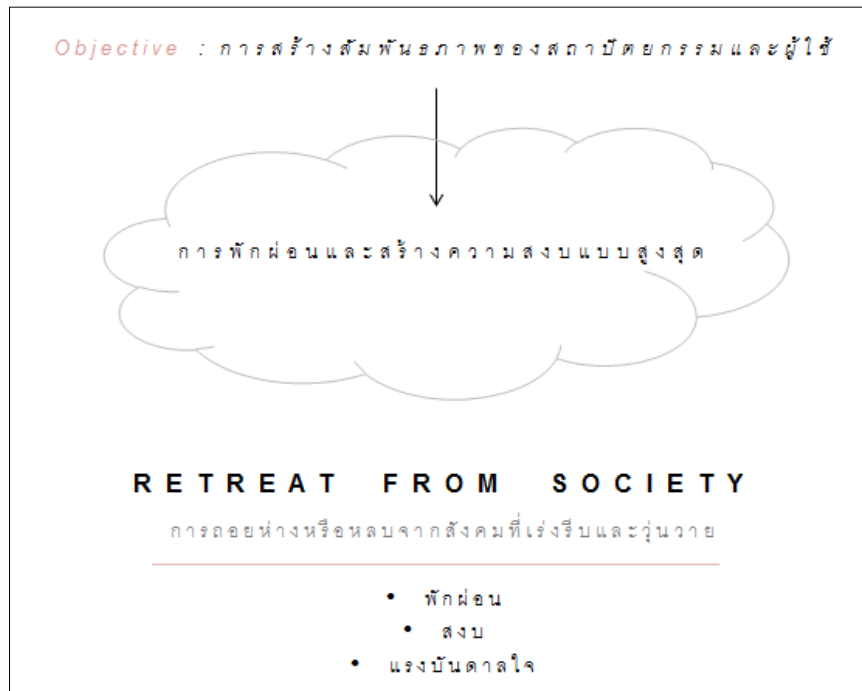 Objective : การสร้างสัมพันธภาพของสถาปัตยกรรมและผู้ใช้
การพักผ่อนและสร้างความสงบแบบสูงสุด
RETREAT FROM SOCIETY
การถอยห่างหรือหลบจากสังคมที่เร่งรีบและวุ่นวาย
• พักผ่อน
• สงบ
• แรงบันดาลใจ